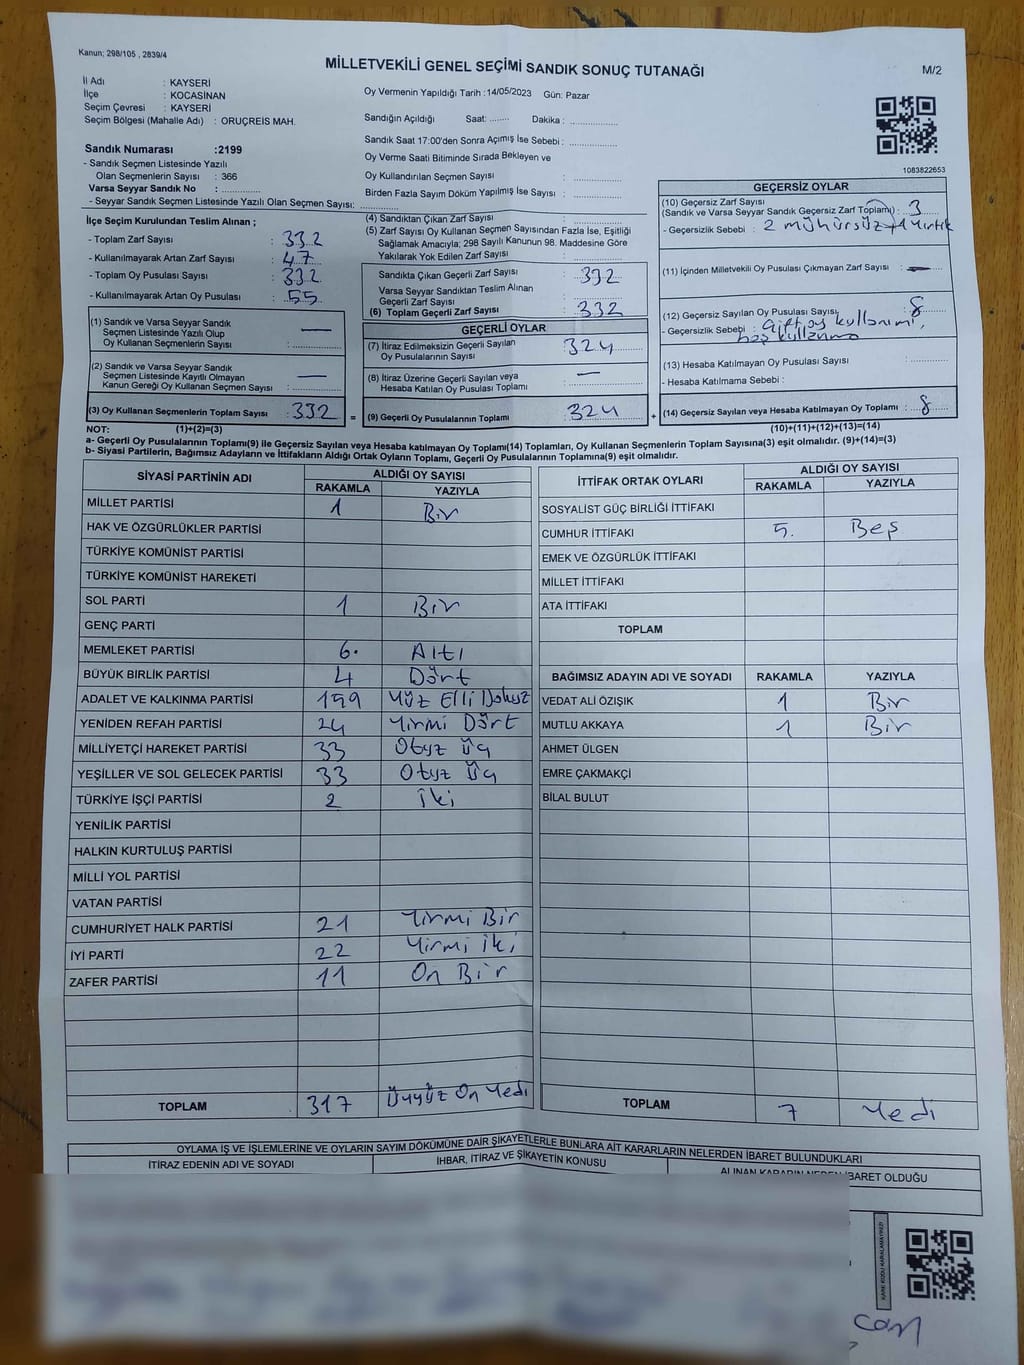 Kanun; 298/105 , 2839/4
MİLLETVEKİLİ GENEL SEÇİMİ SANDIK SONUÇ TUTANAĞI
M/2
İl Adı : KAYSERİ
İlçe : KOCASİNAN
Seçim Çevresi : KAYSERİ
Seçim Bölgesi (Mahalle Adı) : ORUÇREİS MAH.
Sandık Numarası :2199
- Sandık Seçmen Listesinde Yazılı
Olan Seçmenlerin Sayısı : 366
Varsa Seyyar Sandık No : ..............
- Seyyar Sandık Seçmen Listesinde Yazılı Olan Seçmen Sayısı: ..............
Oy Vermenin Yapıldığı Tarih :14/05/2023 Gün: Pazar
Sandığın Açıldığı Saat: ........ Dakika : ..............
Sandık Saat 17:00'den Sonra Açımış İse Sebebi : ..............
Oy Verme Saati Bitiminde Sırada Bekleyen ve
Oy Kullandırılan Seçmen Sayısı : ..............
Birden Fazla Sayım Döküm Yapılmış İse Sayısı : ..............
1083822653
İlçe Seçim Kurulundan Teslim Alınan ;
- Toplam Zarf Sayısı : 332
- Kullanılmayarak Artan Zarf Sayısı : 47
- Toplam Oy Pusulası Sayısı : 332
- Kullanılmayarak Artan Oy Pusulası : 55
(1) Sandık ve Varsa Seyyar Sandık
Seçmen Listesinde Yazılı Olup
Oy Kullanan Seçmenlerin Sayısı : —
(2) Sandık ve Varsa Seyyar Sandık
Seçmen Listesinde Kayıtlı Olmayan
Kanun Gereği Oy Kullanan Seçmen Sayısı : —
(3) Oy Kullanan Seçmenlerin Toplam Sayısı : 332 =
(4) Sandıktan Çıkan Zarf Sayısı : ..............
(5) Zarf Sayısı Oy Kullanan Seçmen Sayısından Fazla İse, Eşitliği
Sağlamak Amacıyla; 298 Sayılı Kanunun 98. Maddesine Göre
Yakılarak Yok Edilen Zarf Sayısı : ..............
Sandıkta Çıkan Geçerli Zarf Sayısı : 332
Varsa Seyyar Sandıktan Teslim Alınan
Geçerli Zarf Sayısı : ..............
(6) Toplam Geçerli Zarf Sayısı : 332
GEÇERLİ OYLAR
(7) İtiraz Edilmeksizin Geçerli Sayılan
Oy Pusulalarının Sayısı : 324
(8) İtiraz Üzerine Geçerli Sayılan veya
Hesaba Katılan Oy Pusulası Toplamı : —
(9) Geçerli Oy Pusulalarının Toplamı : 324 +
GEÇERSİZ OYLAR
(10) Geçersiz Zarf Sayısı
(Sandık ve Varsa Seyyar Sandık Geçersiz Zarf Toplamı) : 3
- Geçersizlik Sebebi : 2 mühürsüz + 1 Yırtık
(11) İçinden Milletvekili Oy Pusulası Çıkmayan Zarf Sayısı : —
(12) Geçersiz Sayılan Oy Pusulası Sayısı : 8
- Geçersizlik Sebebi : Çift oy kullanımı,
boş kullanma
(13) Hesaba Katılmayan Oy Pusulası Sayısı : ..............
- Hesaba Katılmama Sebebi :
(14) Geçersiz Sayılan veya Hesaba Katılmayan Oy Toplamı : 8
NOT: (1)+(2)=(3) (10)+(11)+(12)+(13)=(14)
a- Geçerli Oy Pusulalarının Toplamı(9) ile Geçersiz Sayılan veya Hesaba katılmayan Oy Toplamı(14) Toplamları, Oy Kullanan Seçmenlerin Toplam Sayısına(3) eşit olmalıdır. (9)+(14)=(3)
b- Siyasi Partilerin, Bağımsız Adayların ve İttifakların Aldığı Ortak Oyların Toplamı, Geçerli Oy Pusulalarının Toplamına(9) eşit olmalıdır.
SİYASİ PARTİNİN ADI ALDIĞI OY SAYISI
RAKAMLA YAZIYLA
MİLLET PARTİSİ 1 Bir
HAK VE ÖZGÜRLÜKLER PARTİSİ
TÜRKİYE KOMÜNİST PARTİSİ
TÜRKİYE KOMÜNİST HAREKETİ
SOL PARTİ 1 Bir
GENÇ PARTİ
MEMLEKET PARTİSİ 6. Altı
BÜYÜK BİRLİK PARTİSİ 4 Dört
ADALET VE KALKINMA PARTİSİ 159 Yüz Elli Dokuz
YENİDEN REFAH PARTİSİ 24 Yirmi Dört
MİLLİYETÇİ HAREKET PARTİSİ 33 Otuz Üç
YEŞİLLER VE SOL GELECEK PARTİSİ 33 Otuz Üç
TÜRKİYE İŞÇİ PARTİSİ 2 İki
YENİLİK PARTİSİ
HALKIN KURTULUŞ PARTİSİ
MİLLİ YOL PARTİSİ
VATAN PARTİSİ
CUMHURİYET HALK PARTİSİ 21 Yirmi Bir
İYİ PARTİ 22 Yirmi İki
ZAFER PARTİSİ 11 On Bir
TOPLAM 317 Üçyüz On Yedi
İTTİFAK ORTAK OYLARI ALDIĞI OY SAYISI
RAKAMLA YAZIYLA
SOSYALİST GÜÇ BİRLİĞİ İTTİFAKI
CUMHUR İTTİFAKI 5. Beş
EMEK VE ÖZGÜRLÜK İTTİFAKI
MİLLET İTTİFAKI
ATA İTTİFAKI
TOPLAM
BAĞIMSIZ ADAYIN ADI VE SOYADI RAKAMLA YAZIYLA
VEDAT ALİ ÖZIŞIK 1 Bir
MUTLU AKKAYA 1 Bir
AHMET ÜLGEN
EMRE ÇAKMAKÇİ
BİLAL BULUT
TOPLAM 7 Yedi
OYLAMA İŞ VE İŞLEMLERİNE VE OYLARIN SAYIM DÖKÜMÜNE DAİR ŞİKAYETLERLE BUNLARA AİT KARARLARIN NELERDEN İBARET BULUNDUKLARI
İTİRAZ EDENİN ADI VE SOYADI İHBAR, İTİRAZ VE ŞİKAYETİN KONUSU ALINAN KARARIN NEDEN İBARET OLDUĞU
KARE KODU KARALAMAYINIZ!